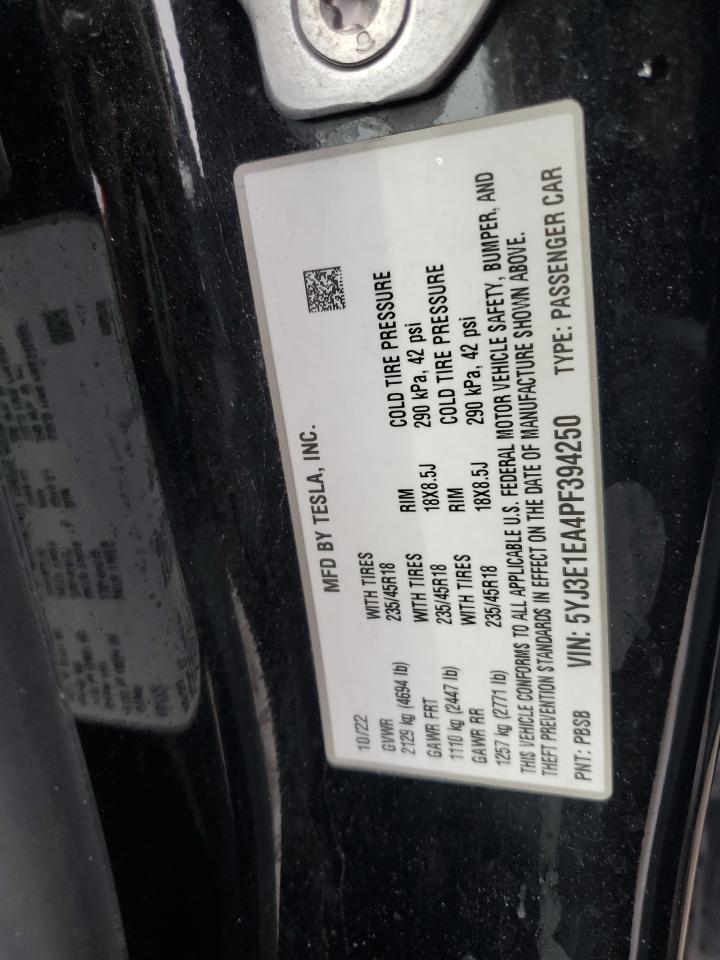 MFD BY TESLA, INC.
10/22
GVWR WITH TIRES RIM COLD TIRE PRESSURE
2129 kg (4694 lb) 235/45R18 18X8.5J 290 kPa, 42 psi
GAWR FRT WITH TIRES RIM COLD TIRE PRESSURE
1110 kg (2447 lb) 235/45R18 18X8.5J 290 kPa, 42 psi
GAWR RR WITH TIRES
1257 kg (2771 lb) 235/45R18
THIS VEHICLE CONFORMS TO ALL APPLICABLE U.S. FEDERAL MOTOR VEHICLE SAFETY, BUMPER, AND
THEFT PREVENTION STANDARDS IN EFFECT ON THE DATE OF MANUFACTURE SHOWN ABOVE.
PNT: PBSB VIN: 5YJ3E1EA4PF394250 TYPE: PASSENGER CAR